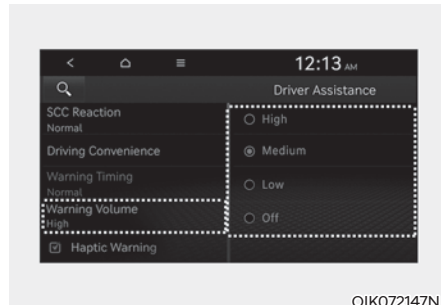 12:13 AM
Driver Assistance
SCC Reaction
Normal
Driving Convenience
Warning Timing
Normal
Warning Volume
High
Haptic Warning
High
Medium
Low
Off
OIK072147N